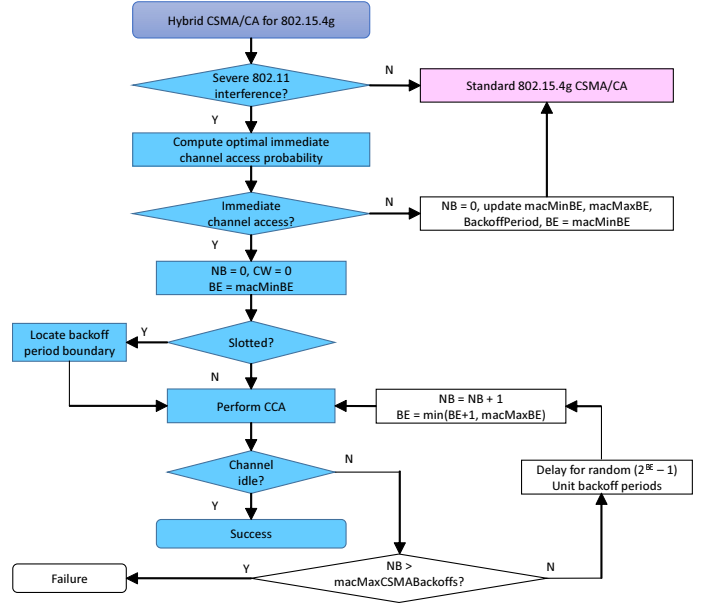 Hybrid CSMA/CA for 802.15.4g
Severe 802.11
interference?
N
Standard 802.15.4g CSMA/CA
Y
Compute optimal immediate
channel access probability
Immediate
channel access?
N
NB = 0, update macMinBE, macMaxBE,
BackoffPeriod, BE = macMinBE
Y
NB = 0, CW = 0
BE = macMinBE
Locate backoff
period boundary
Y
Slotted?
N
Perform CCA
NB = NB + 1
BE = min(BE+1, macMaxBE)
Channel
idle?
N
Delay for random (2^BE – 1)
Unit backoff periods
Y
Success
NB >
macMaxCSMABackoffs?
Y
N
Failure